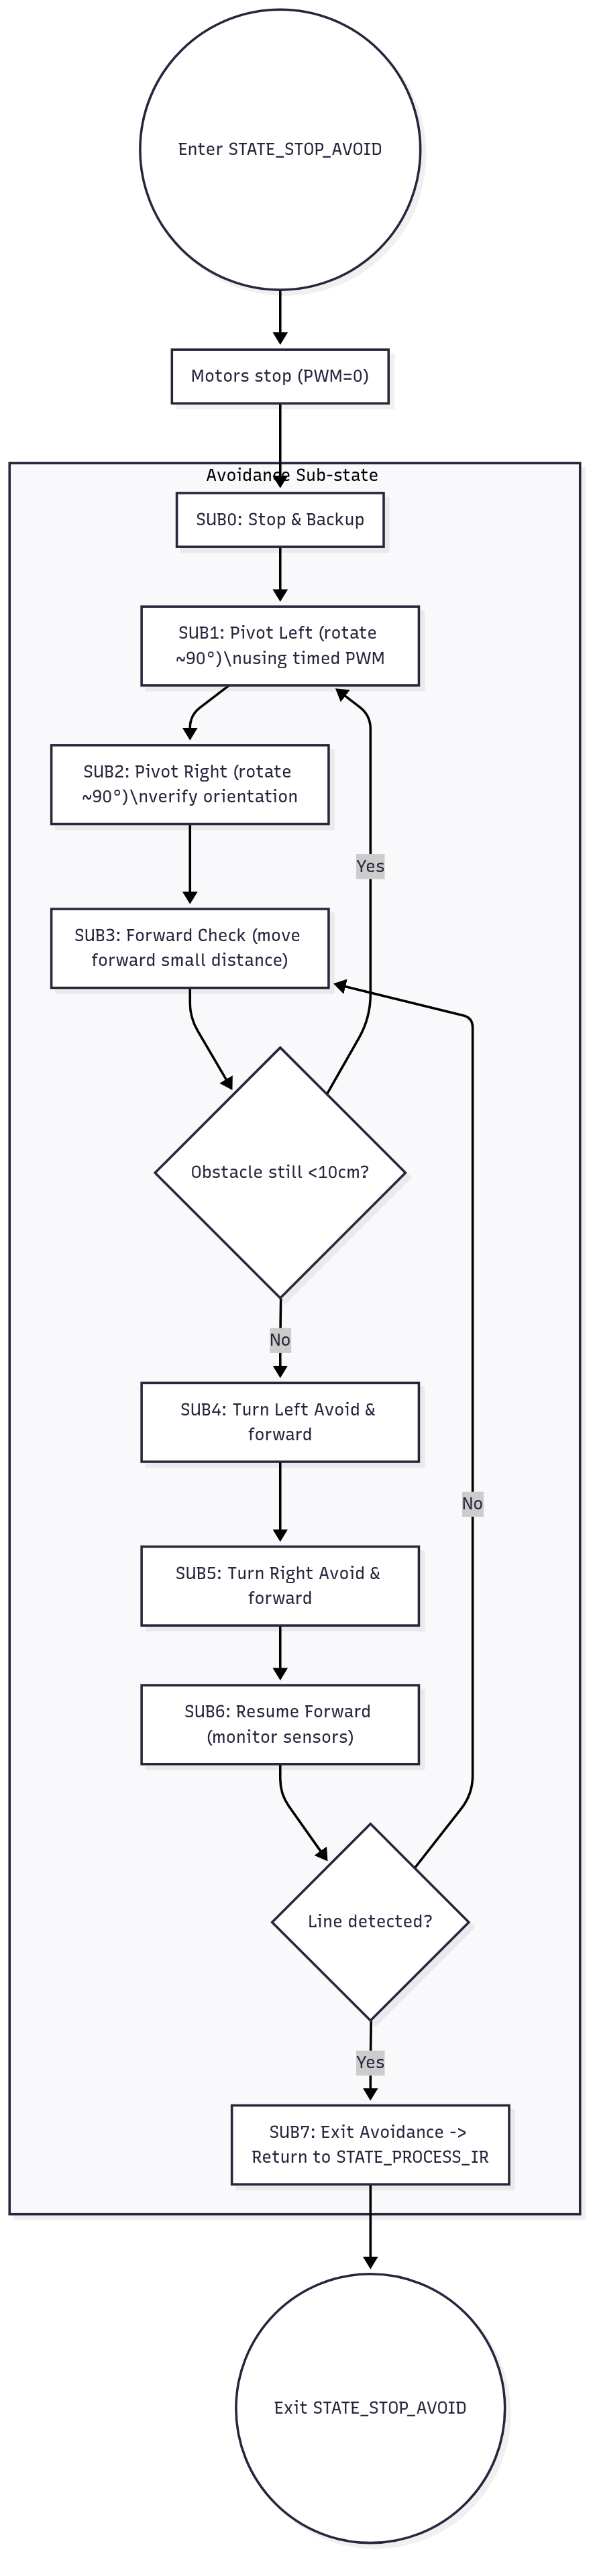 Enter STATE_STOP_AVOID
Motors stop (PWM=0)
Avoidance Sub-state
SUB0: Stop & Backup
SUB1: Pivot Left (rotate
~90°)\nusing timed PWM
SUB2: Pivot Right (rotate
~90°)\nverify orientation
Yes
SUB3: Forward Check (move
forward small distance)
Obstacle still <10cm?
No
SUB4: Turn Left Avoid &
forward
No
SUB5: Turn Right Avoid &
forward
SUB6: Resume Forward
(monitor sensors)
Line detected?
Yes
SUB7: Exit Avoidance ->
Return to STATE_PROCESS_IR
Exit STATE_STOP_AVOID